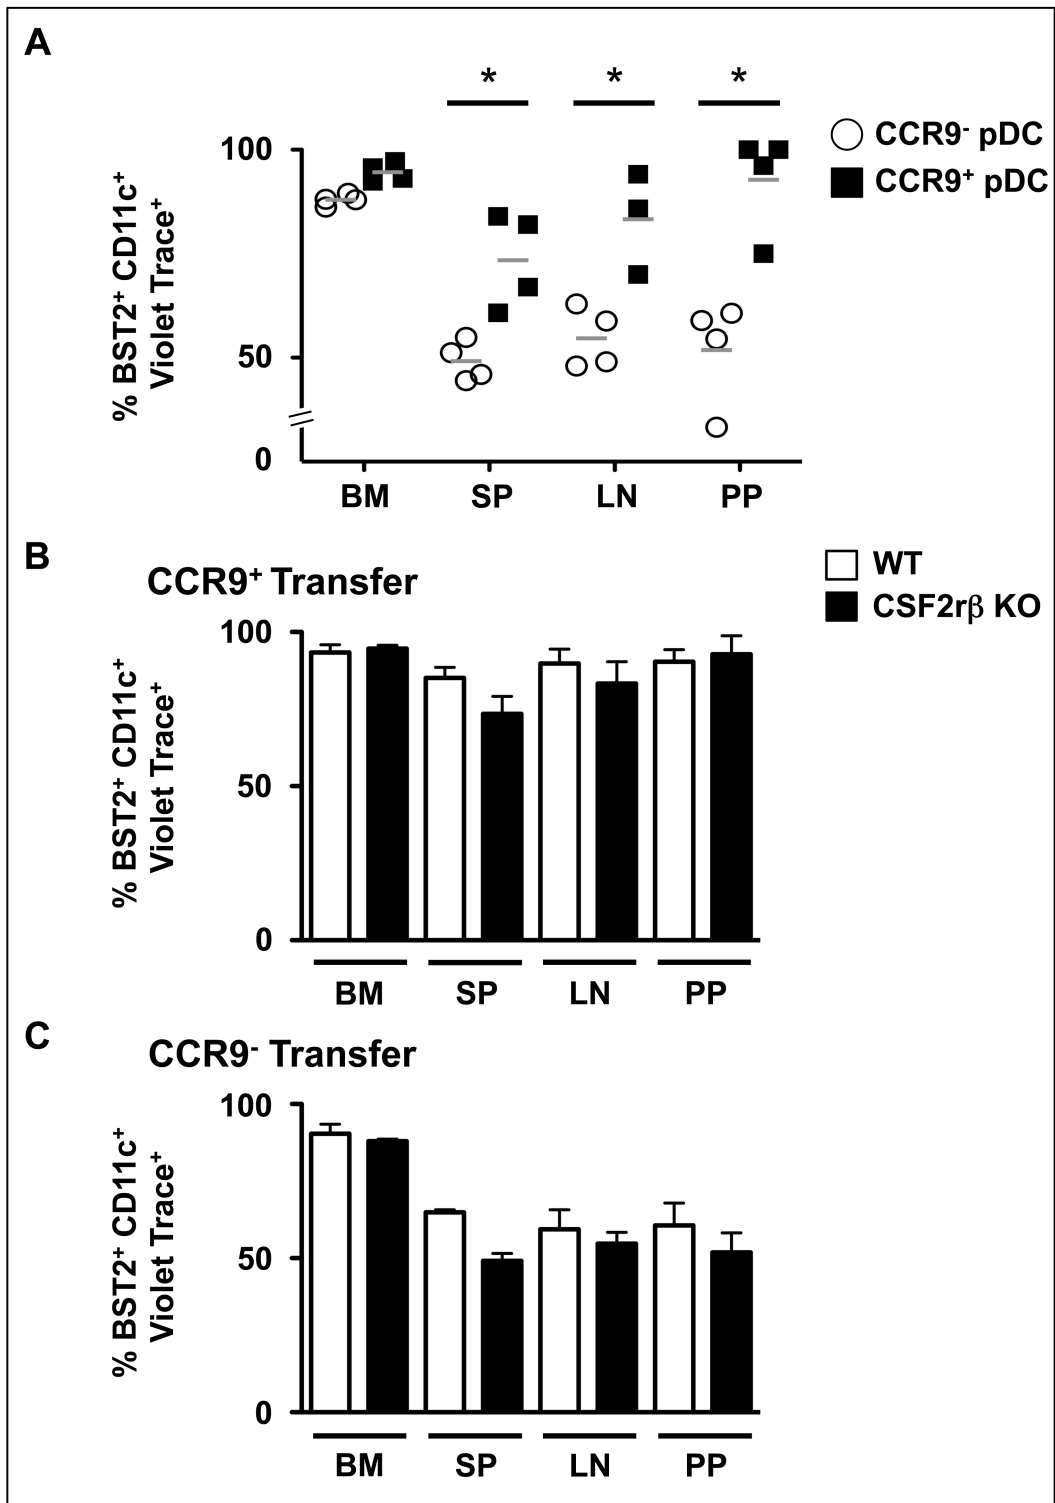 A
* * *
CCR9⁻ pDC
CCR9⁺ pDC
% BST2⁺ CD11c⁺
Violet Trace⁺
100
50
0
BM SP LN PP
B
CCR9⁺ Transfer
WT
CSF2rβ KO
% BST2⁺ CD11c⁺
Violet Trace⁺
100
50
0
BM SP LN PP
C
CCR9⁻ Transfer
% BST2⁺ CD11c⁺
Violet Trace⁺
100
50
0
BM SP LN PP